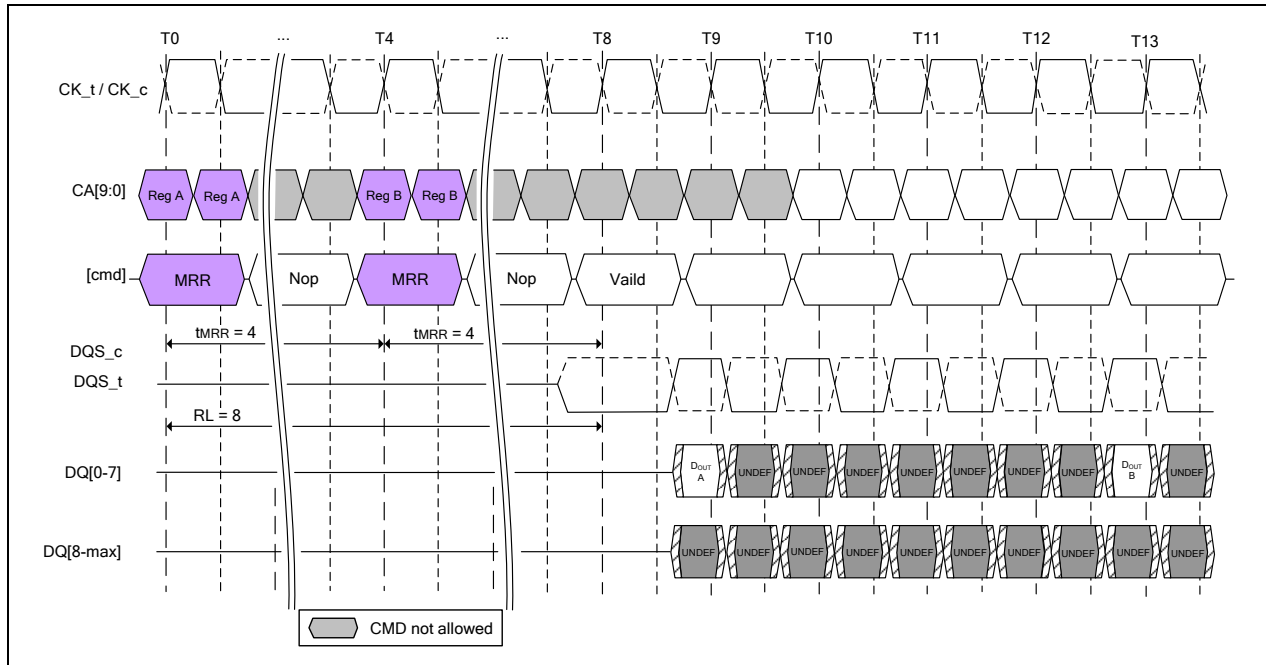 T0 ... T4 ... T8 T9 T10 T11 T12 T13
CK_t / CK_c
CA[9:0] Reg A Reg A Reg B Reg B
[cmd] MRR Nop MRR Nop Vaild
tMRR = 4 tMRR = 4
DQS_c
DQS_t
RL = 8
DQ[0-7] DOUT A UNDEF UNDEF UNDEF UNDEF UNDEF UNDEF UNDEF DOUT B UNDEF
DQ[8-max] UNDEF UNDEF UNDEF UNDEF UNDEF UNDEF UNDEF UNDEF UNDEF UNDEF
CMD not allowed